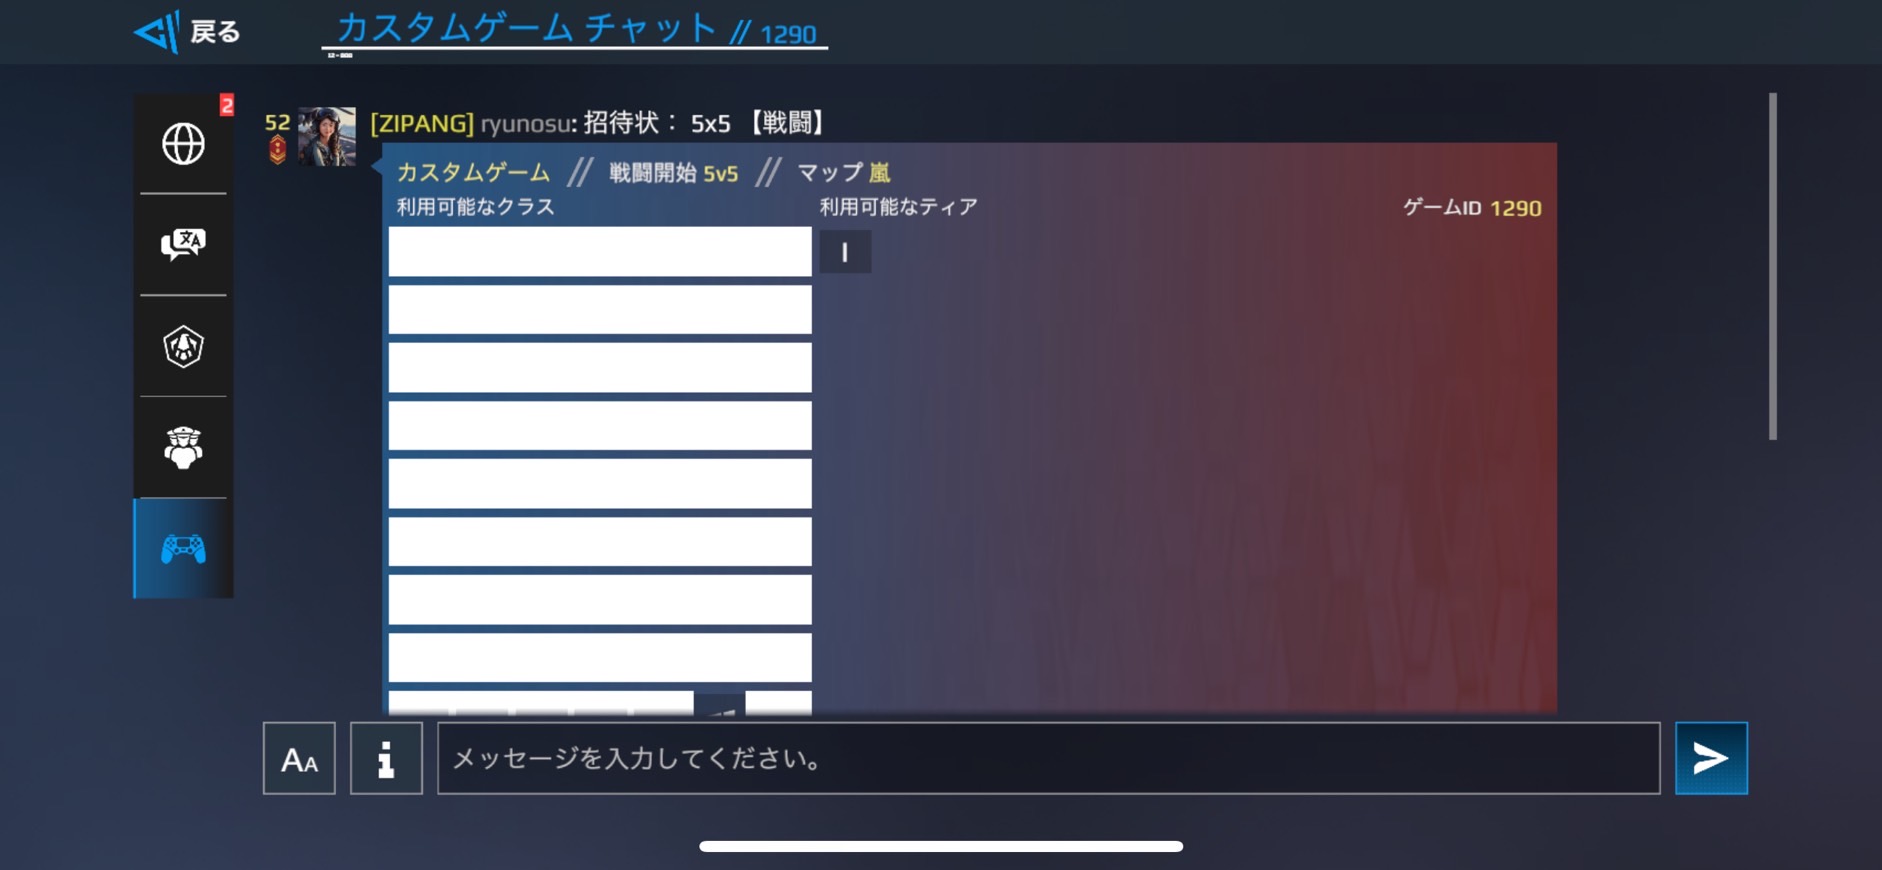 戻る
カスタムゲーム チャット // 1290
2
52
[ZIPANG] ryunosu: 招待状： 5x5 【戦闘】
カスタムゲーム // 戦闘開始 5v5 // マップ 嵐
利用可能なクラス
利用可能なティア
ゲームID 1290
I
AA
i
メッセージを入力してください。